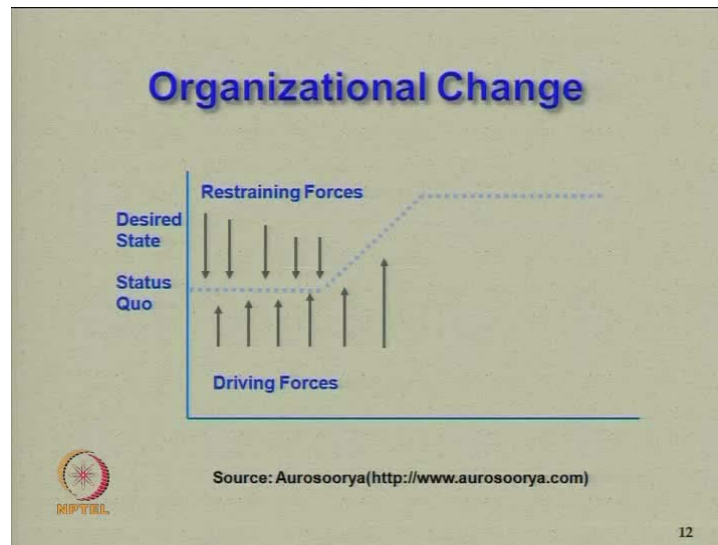 Organizational Change
Restraining Forces
Desired
State
Status
Quo
Driving Forces
Source: Aurosoorya(http://www.aurosoorya.com)
NPTEL
12